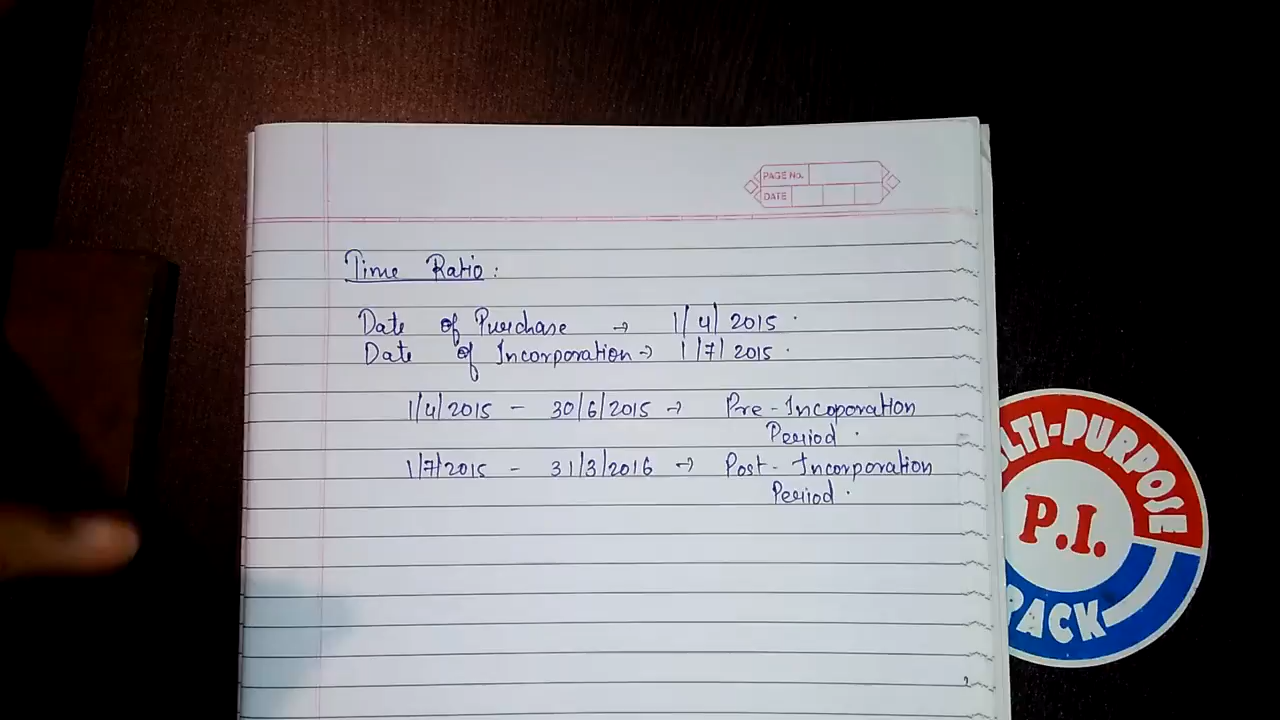 PAGE No.
DATE
Time Ratio:
Date of Purchase → 1/4/2015.
Date of Incorporation → 1/7/2015.
1/4/2015 - 30/6/2015 → Pre-Incoporation
Period.
1/7/2015 - 31/3/2016 → Post-Incorporation
Period.
LTI-PURPOSE
P.I.
PACK